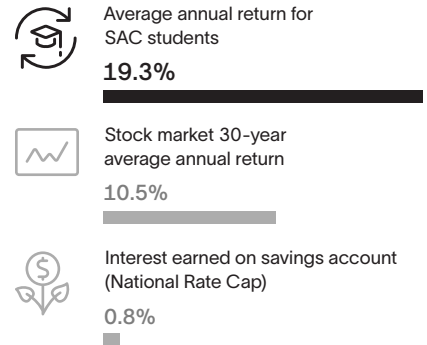 Average annual return for
SAC students
19.3%
Stock market 30-year
average annual return
10.5%
$
Interest earned on savings account
(National Rate Cap)
0.8%